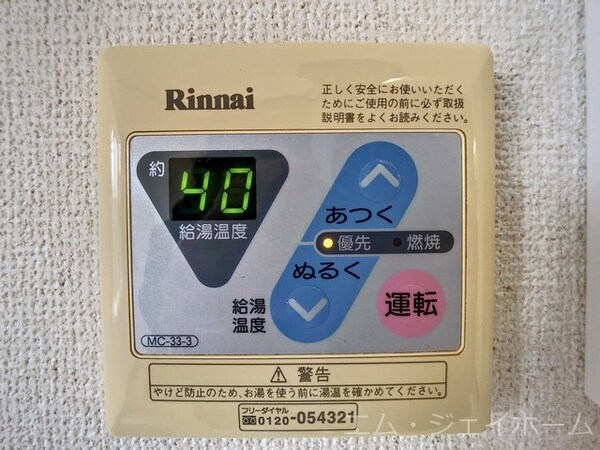 Rinnai
正しく安全にお使いいただく
ためにご使用の前に必ず取扱
説明書をよくお読みください。
約
40
給湯温度
あつく
優先 燃焼
ぬるく
給湯
温度
運転
MC-33-3
警告
やけど防止のため、お湯を使う前に湯温を確かめてください。
フリーダイヤル
0120-054321
エム・ジェイホーム